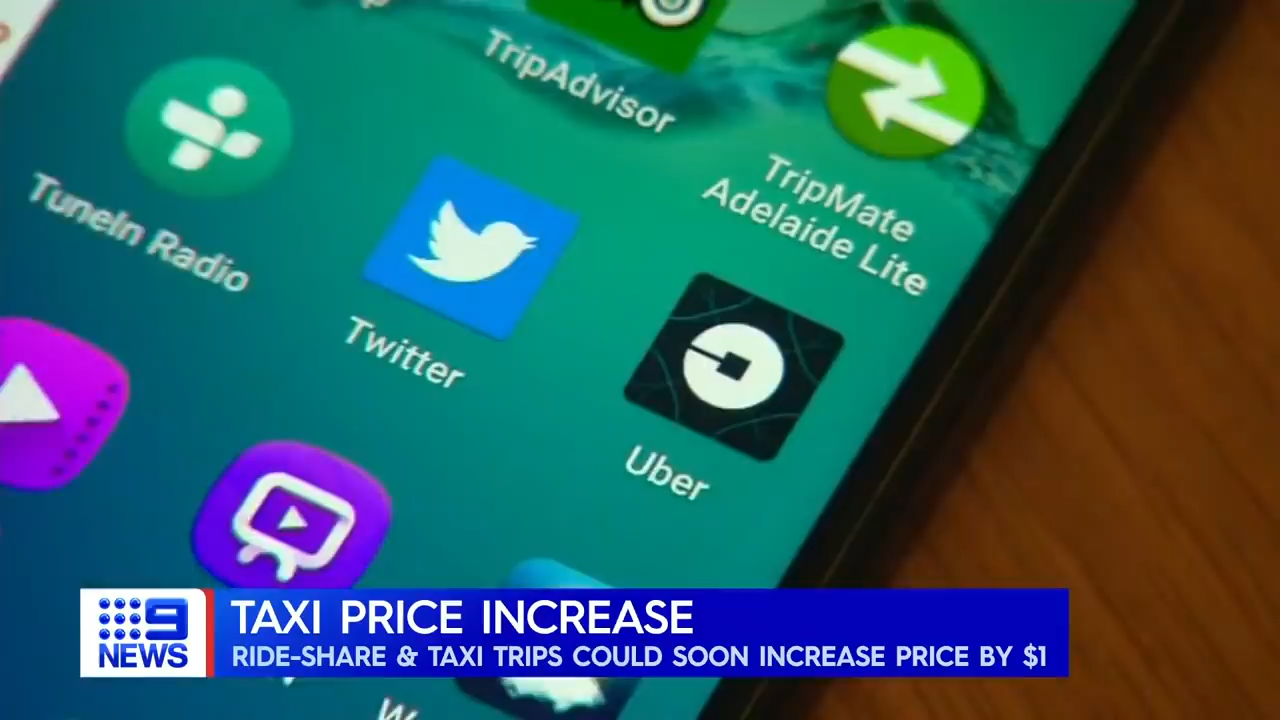 TripAdvisor
TripMate
Adelaide Lite
TuneIn Radio
Twitter
Uber
9
NEWS
TAXI PRICE INCREASE
RIDE-SHARE & TAXI TRIPS COULD SOON INCREASE PRICE BY $1